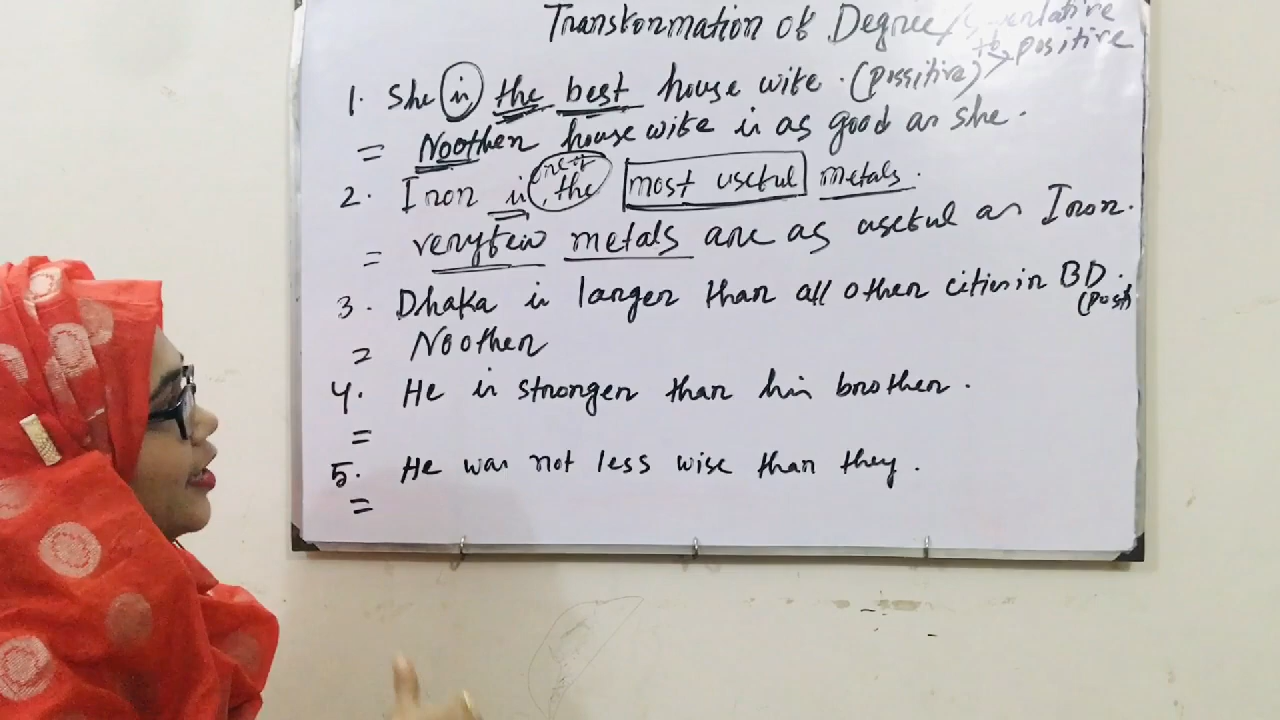 Transformation of Degree/
to positive
1. She is the best house wife. (possitive)
= Noother house wife is as good as she.
one of
2. Iron is the most useful metals.
= veryfew metals are as useful as Iron.
3. Dhaka is larger than all other cities in BD.
= Noother
4. He is stronger than his brother.
=
5. He was not less wise than they.
=